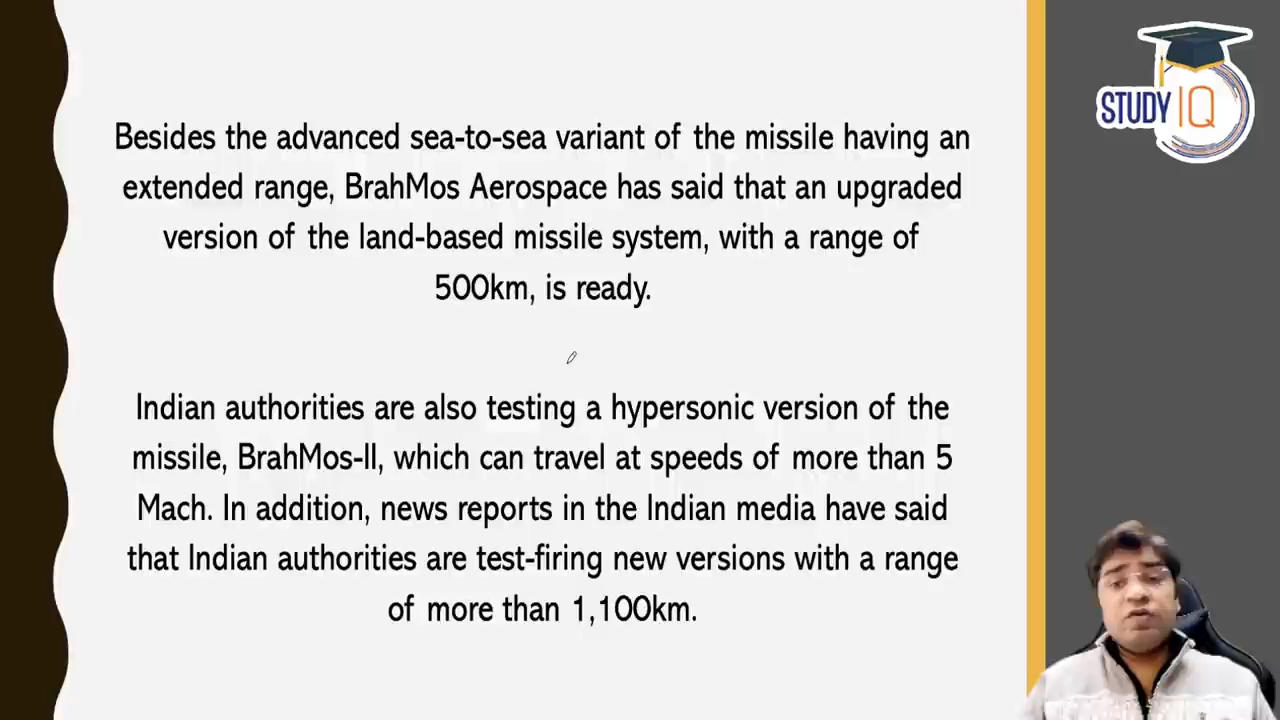 Besides the advanced sea-to-sea variant of the missile having an
extended range, BrahMos Aerospace has said that an upgraded
version of the land-based missile system, with a range of
500km, is ready.
Indian authorities are also testing a hypersonic version of the
missile, BrahMos-II, which can travel at speeds of more than 5
Mach. In addition, news reports in the Indian media have said
that Indian authorities are test-firing new versions with a range
of more than 1,100km.
STUDY IQ